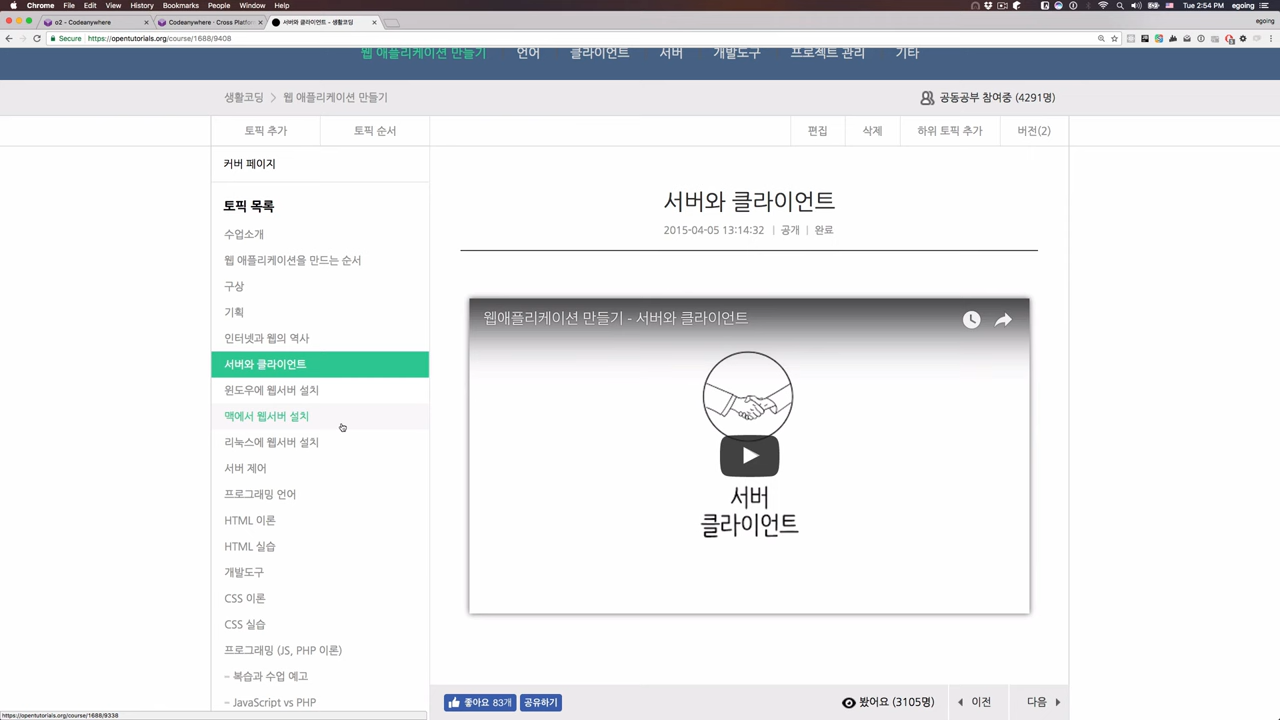 Chrome File Edit View History Bookmarks People Window Help Tue 2:54 PM egoing
o2 - Codeanywhere
Codeanywhere · Cross Platfor
서버와 클라이언트 - 생활코딩
egoing
Secure https://opentutorials.org/course/1688/9408
웹 애플리케이션 만들기 언어 클라이언트 서버 개발도구 프로젝트 관리 기타
생활코딩 > 웹 애플리케이션 만들기
공동공부 참여중 (4291명)
토픽 추가 토픽 순서
편집 삭제 하위 토픽 추가 버전(2)
커버 페이지
토픽 목록
수업소개
웹 애플리케이션을 만드는 순서
구상
기획
인터넷과 웹의 역사
서버와 클라이언트
윈도우에 웹서버 설치
맥에서 웹서버 설치
리눅스에 웹서버 설치
서버 제어
프로그래밍 언어
HTML 이론
HTML 실습
개발도구
CSS 이론
CSS 실습
프로그래밍 (JS, PHP 이론)
– 복습과 수업 예고
– JavaScript vs PHP
서버와 클라이언트
2015-04-05 13:14:32 | 공개 | 완료
웹애플리케이션 만들기 - 서버와 클라이언트
서버
클라이언트
좋아요 83개 공유하기
봤어요 (3105명) 이전 다음
https://opentutorials.org/course/1688/9338